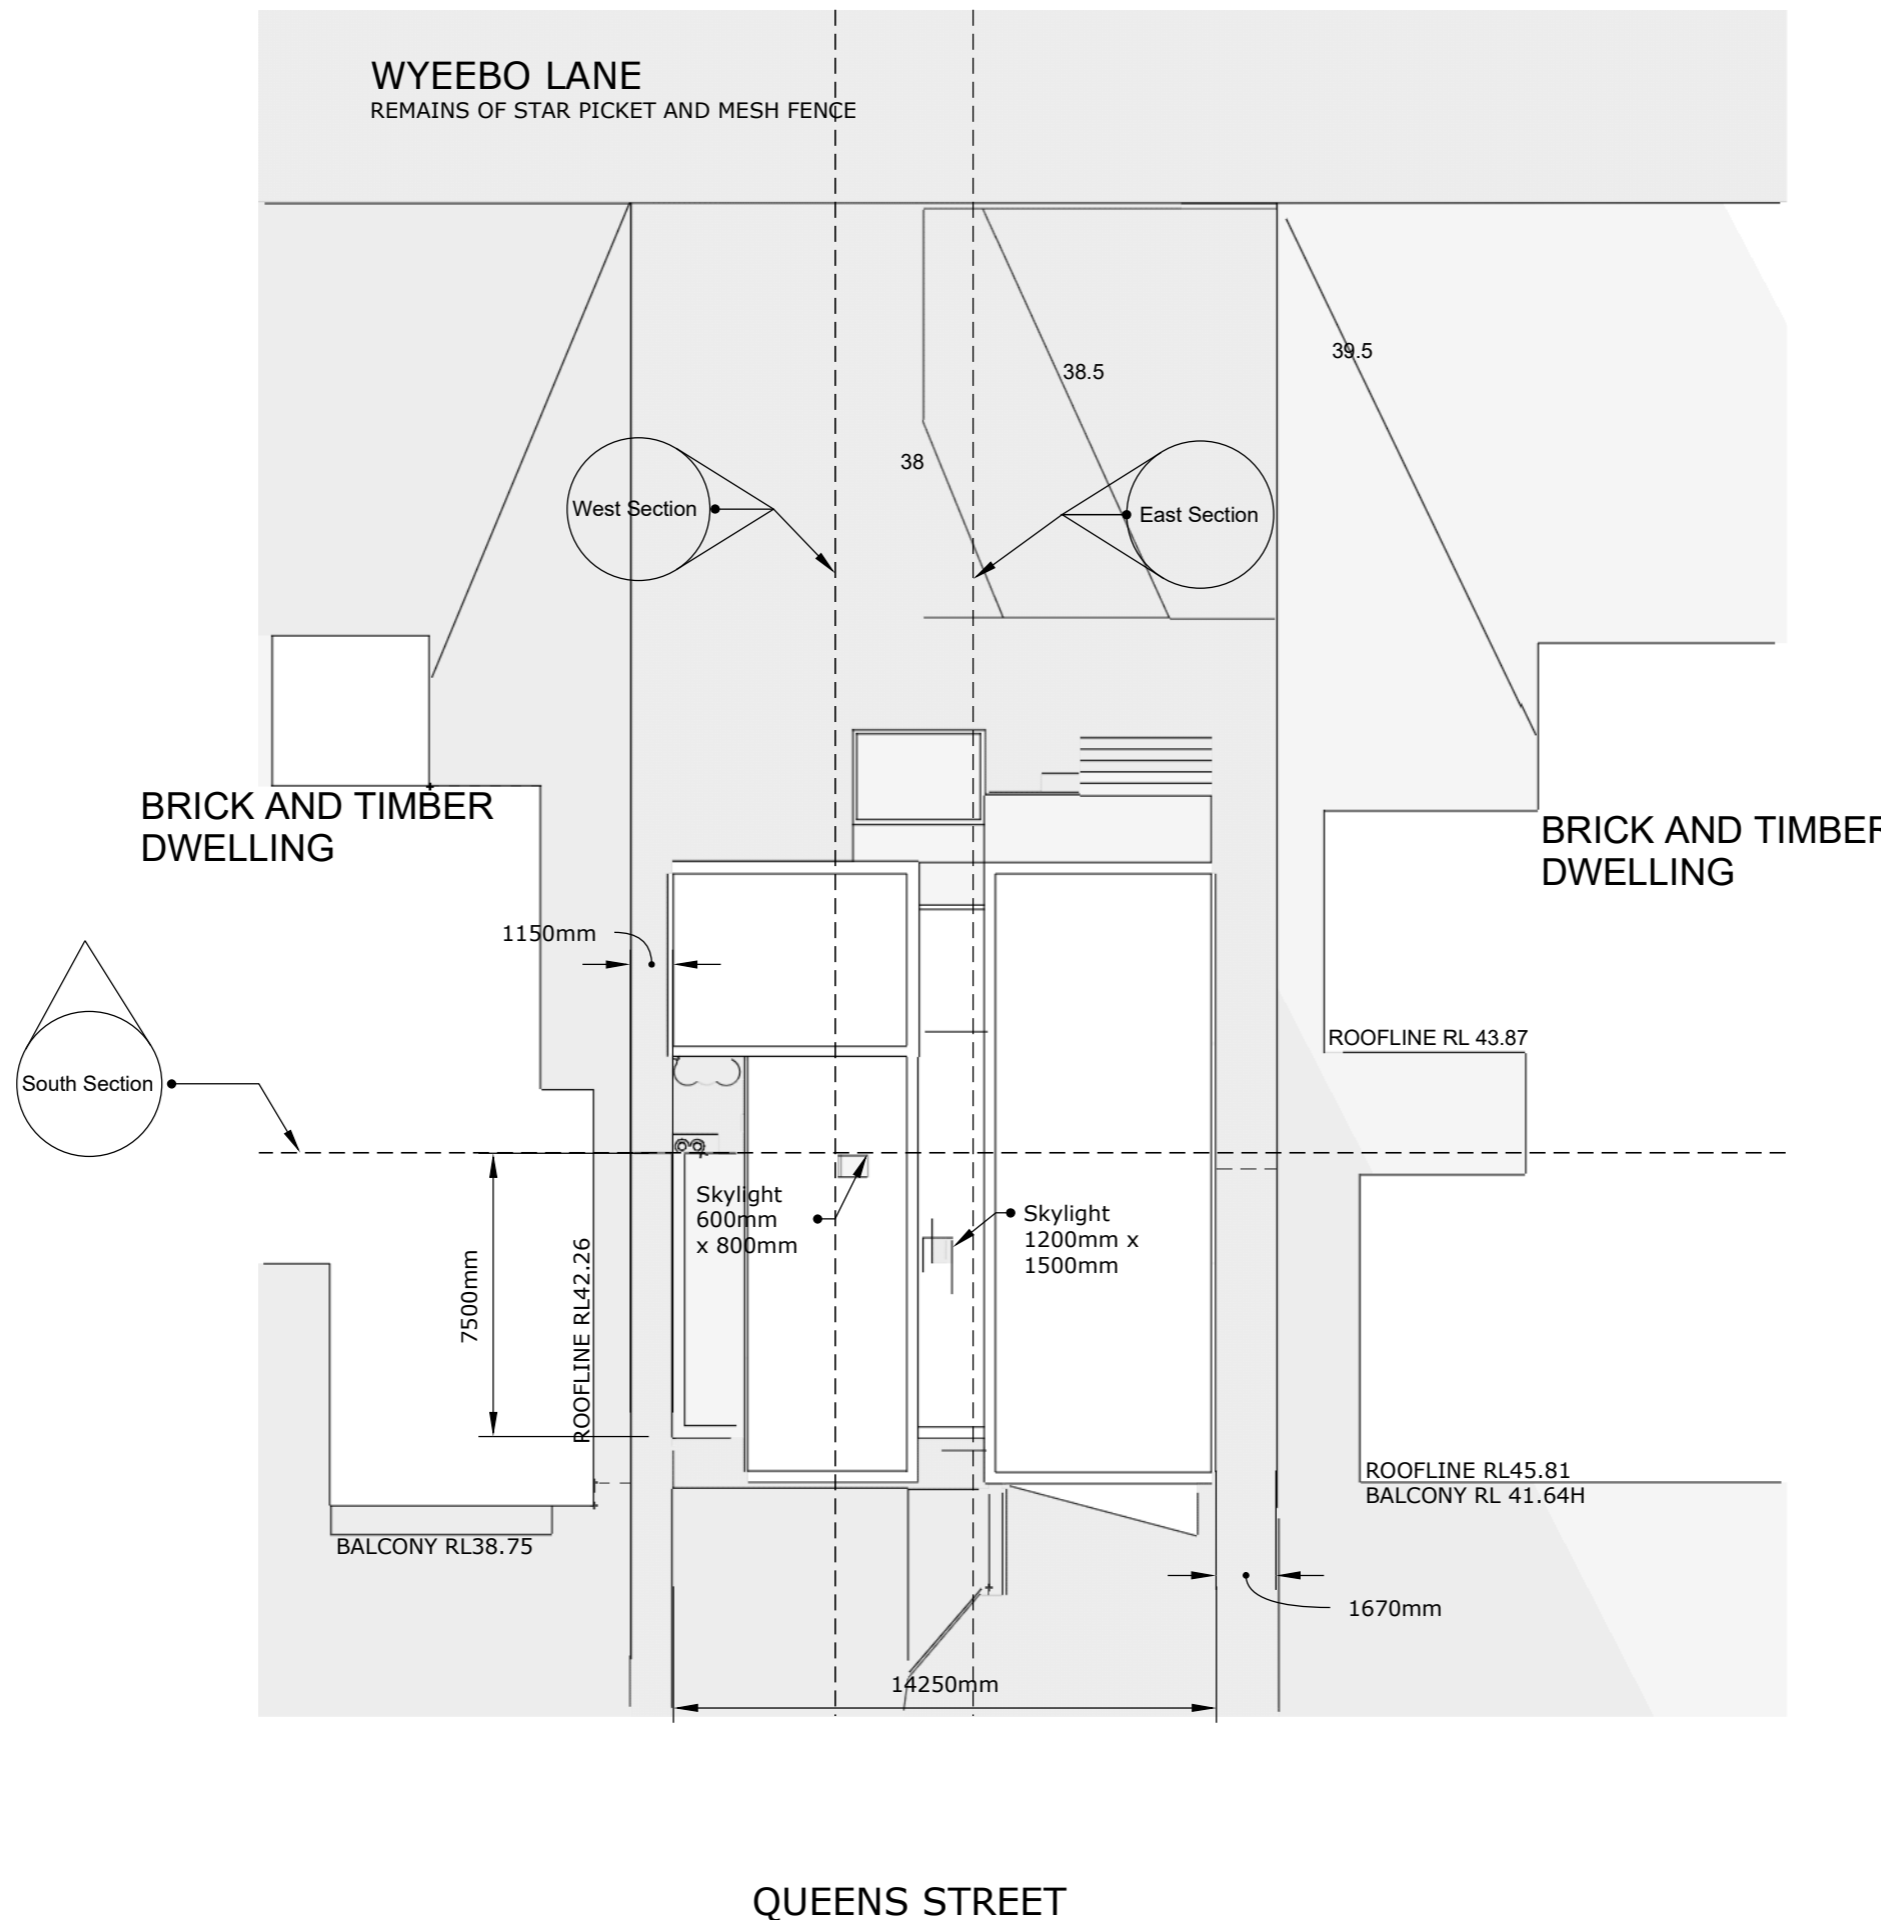 WYEEBO LANE
REMAINS OF STAR PICKET AND MESH FENCE
39.5
38.5
38
West Section
East Section
BRICK AND TIMBER
DWELLING
BRICK AND TIMBER
DWELLING
1150mm
ROOFLINE RL 43.87
South Section
Skylight
600mm
x 800mm
Skylight
1200mm x
1500mm
7500mm
ROOFLINE RL42.26
ROOFLINE RL45.81
BALCONY RL 41.64H
BALCONY RL38.75
1670mm
14250mm
QUEENS STREET